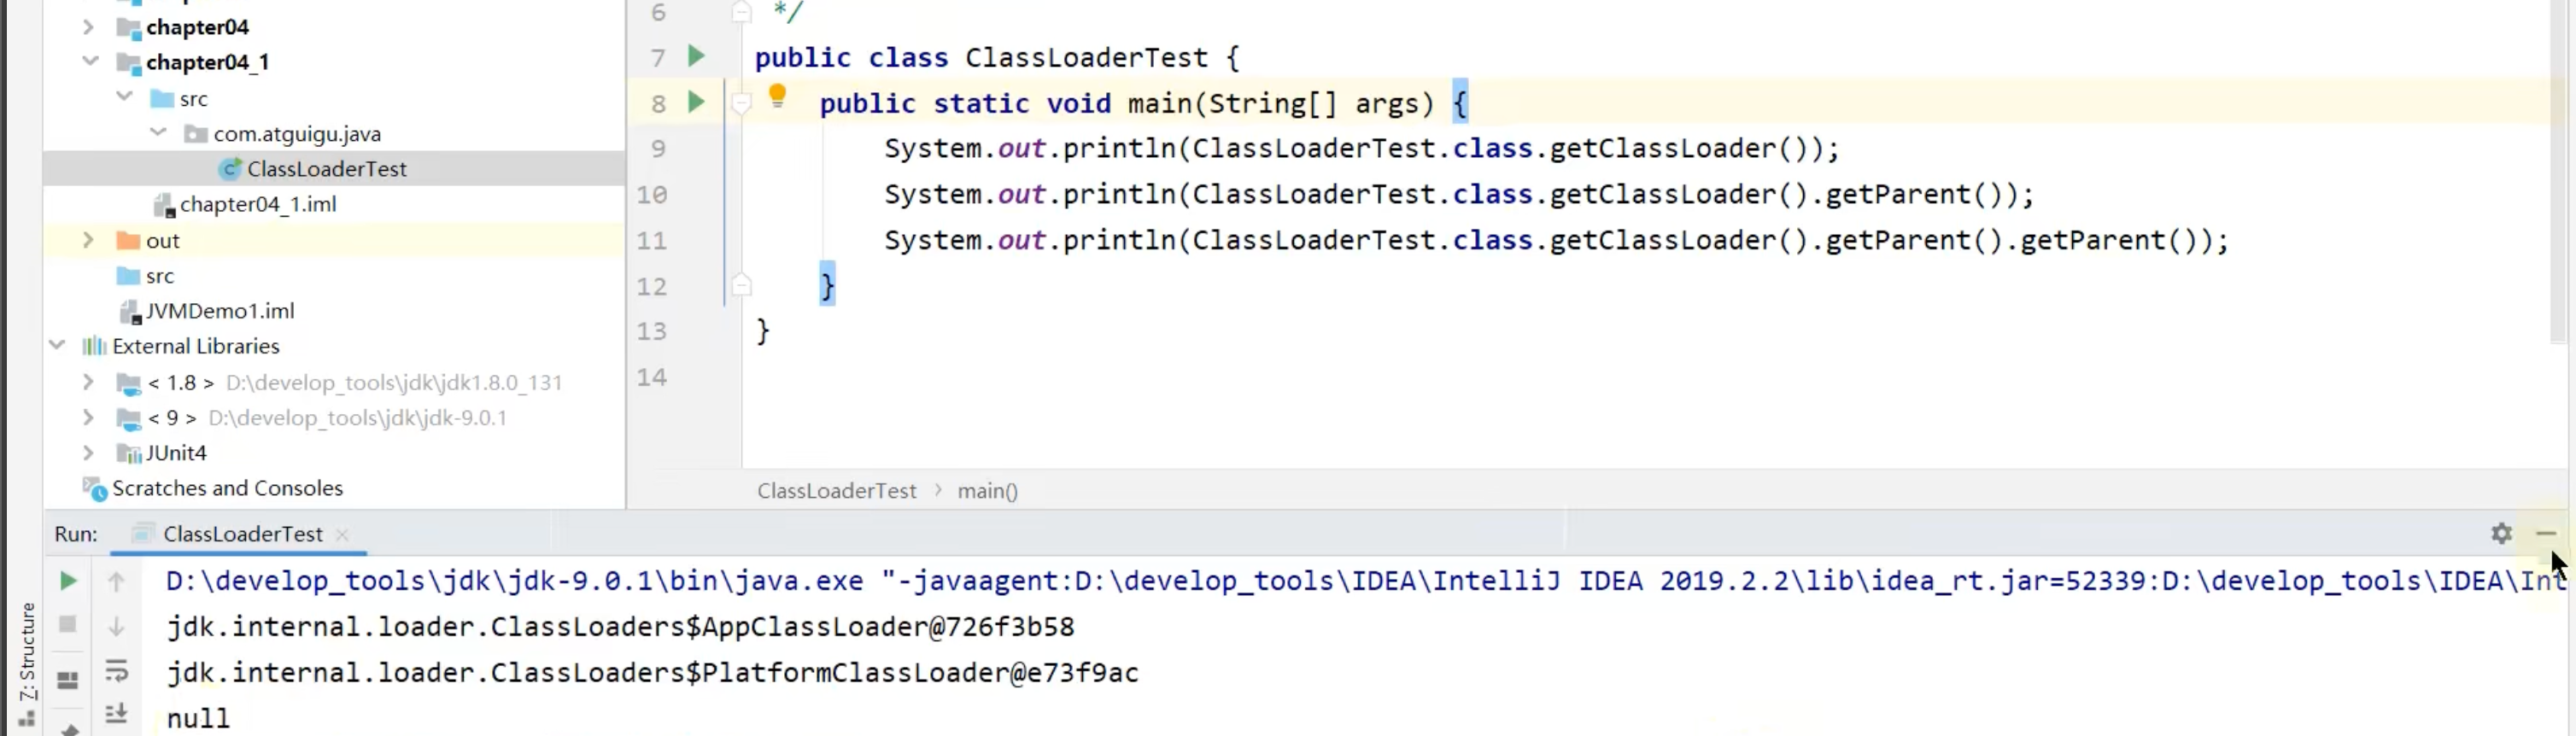 chapter04
chapter04_1
src
com.atguigu.java
ClassLoaderTest
chapter04_1.iml
out
src
JVMDemo1.iml
External Libraries
< 1.8 > D:\develop_tools\jdk\jdk1.8.0_131
< 9 > D:\develop_tools\jdk\jdk-9.0.1
JUnit4
Scratches and Consoles
6 */
7 public class ClassLoaderTest {
8 public static void main(String[] args) {
9 System.out.println(ClassLoaderTest.class.getClassLoader());
10 System.out.println(ClassLoaderTest.class.getClassLoader().getParent());
11 System.out.println(ClassLoaderTest.class.getClassLoader().getParent().getParent());
12 }
13 }
14
ClassLoaderTest > main()
Run: ClassLoaderTest
D:\develop_tools\jdk\jdk-9.0.1\bin\java.exe "-javaagent:D:\develop_tools\IDEA\IntelliJ IDEA 2019.2.2\lib\idea_rt.jar=52339:D:\develop_tools\IDEA\Int
jdk.internal.loader.ClassLoaders$AppClassLoader@726f3b58
jdk.internal.loader.ClassLoaders$PlatformClassLoader@e73f9ac
null
Z: Structure